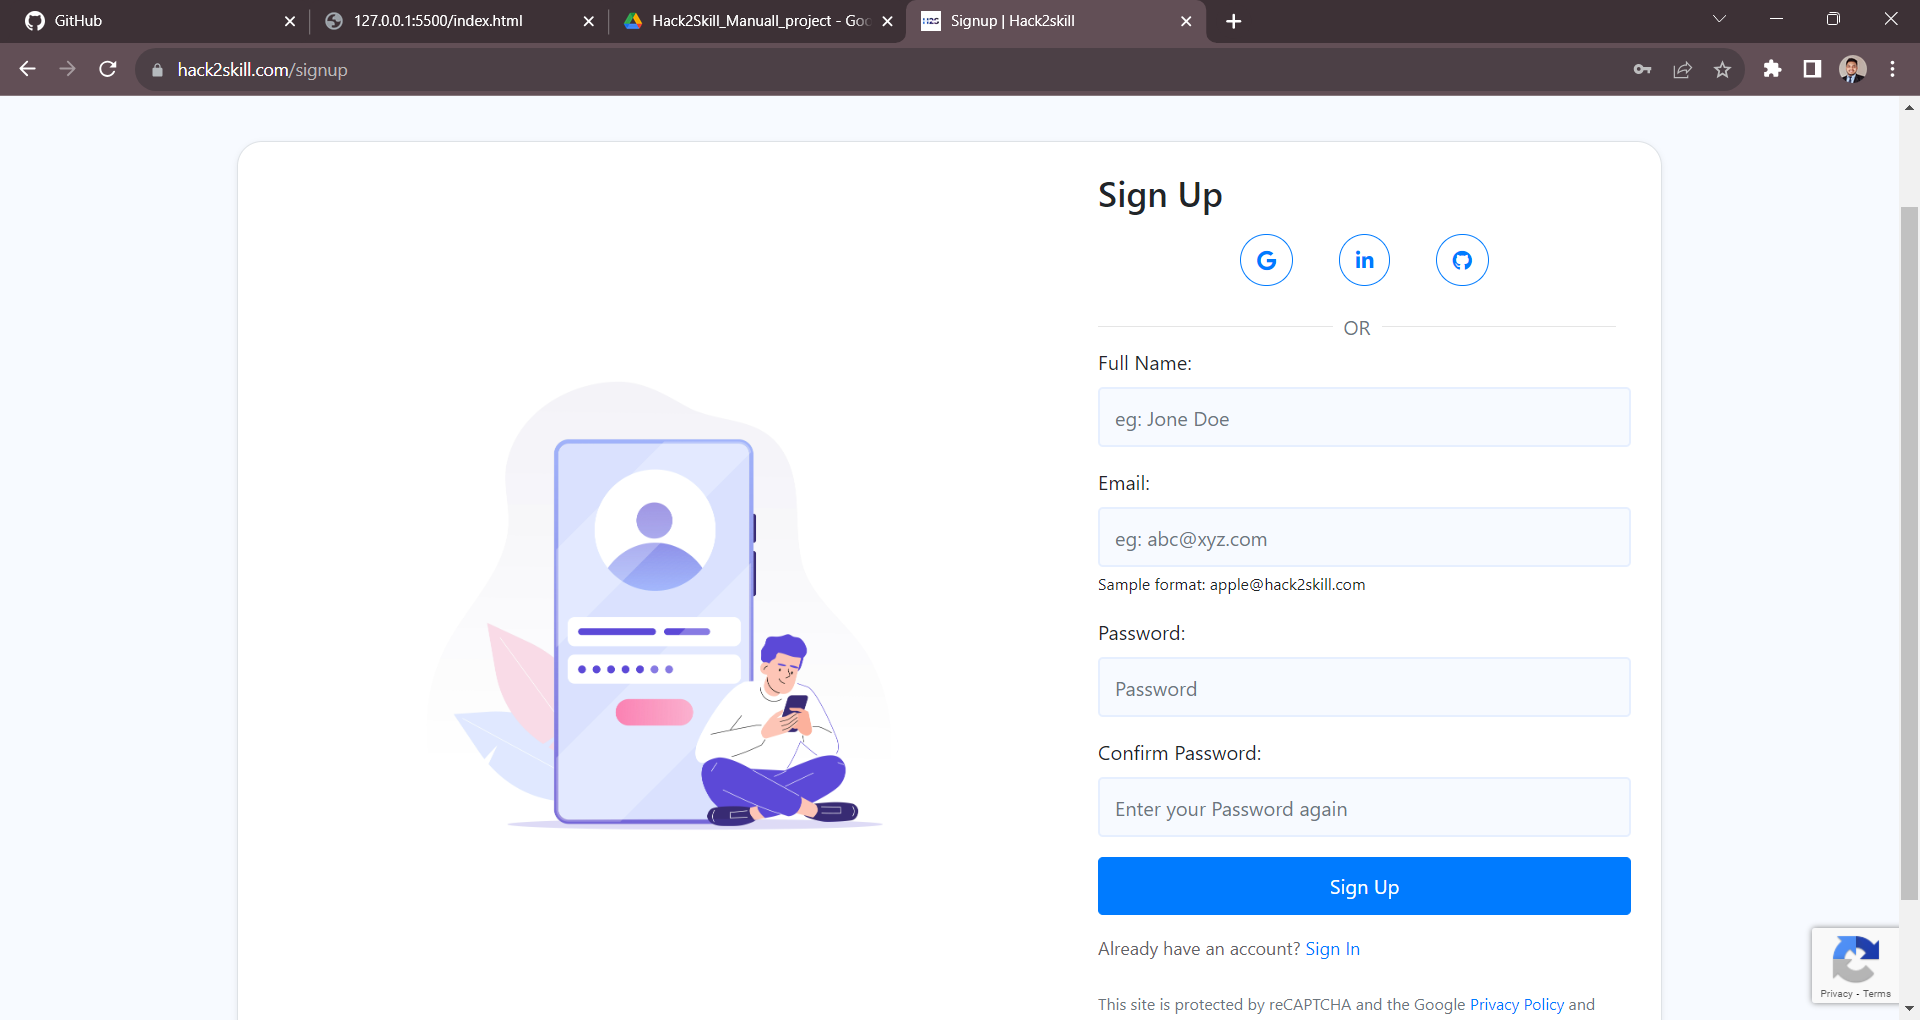 GitHub
127.0.0.1:5500/index.html
Hack2Skill_Manuall_project - Goo
H2S
Signup | Hack2skill
hack2skill.com/signup
Sign Up
G
in
OR
Full Name:
eg: Jone Doe
Email:
eg: abc@xyz.com
Sample format: apple@hack2skill.com
Password:
Password
Confirm Password:
Enter your Password again
Sign Up
Already have an account? Sign In
This site is protected by reCAPTCHA and the Google Privacy Policy and
Privacy - Terms